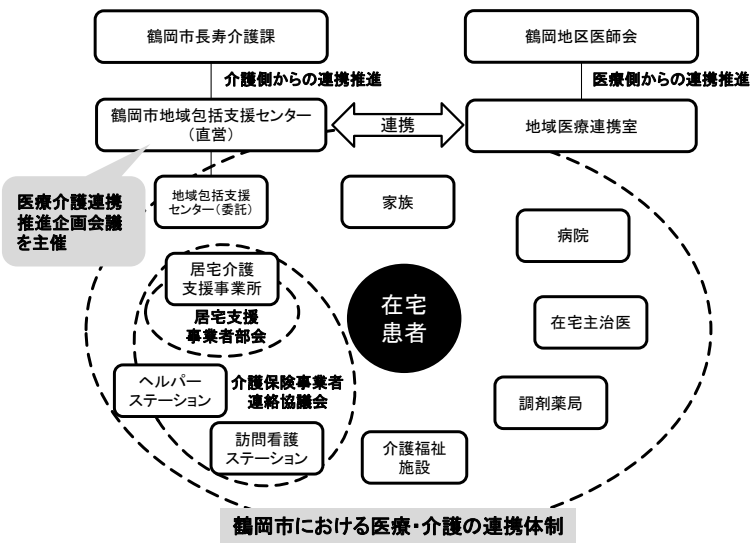 鶴岡市長寿介護課
鶴岡地区医師会
介護側からの連携推進
医療側からの連携推進
鶴岡市地域包括支援センター
（直営）
連携
地域医療連携室
医療介護連携
推進企画会議
を主催
地域包括支援
センター（委託）
家族
病院
居宅介護
支援事業所
居宅支援
事業者部会
在宅
患者
在宅主治医
ヘルパー
ステーション
介護保険事業者
連絡協議会
調剤薬局
訪問看護
ステーション
介護福祉
施設
鶴岡市における医療・介護の連携体制